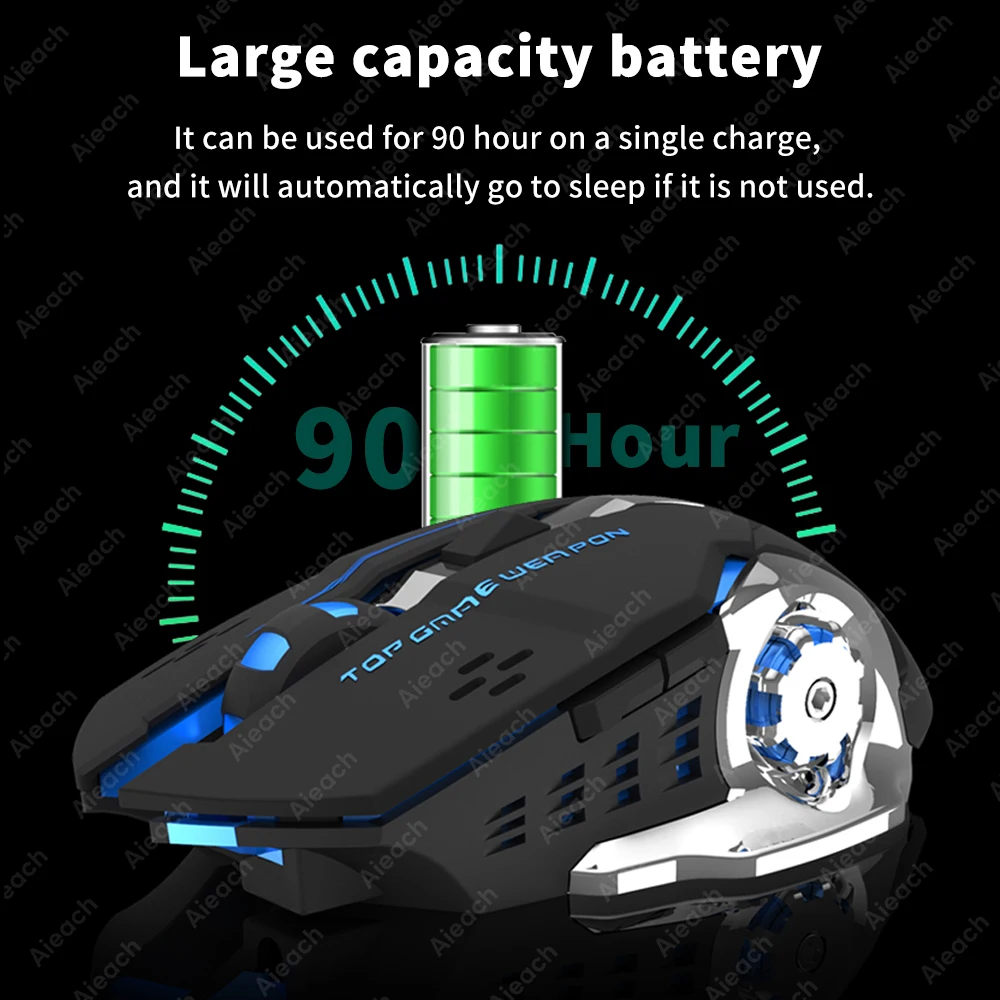 Large capacity battery
It can be used for 90 hour on a single charge,
and it will automatically go to sleep if it is not used.
90 Hour
TOP GAME WEAPON
Aieach